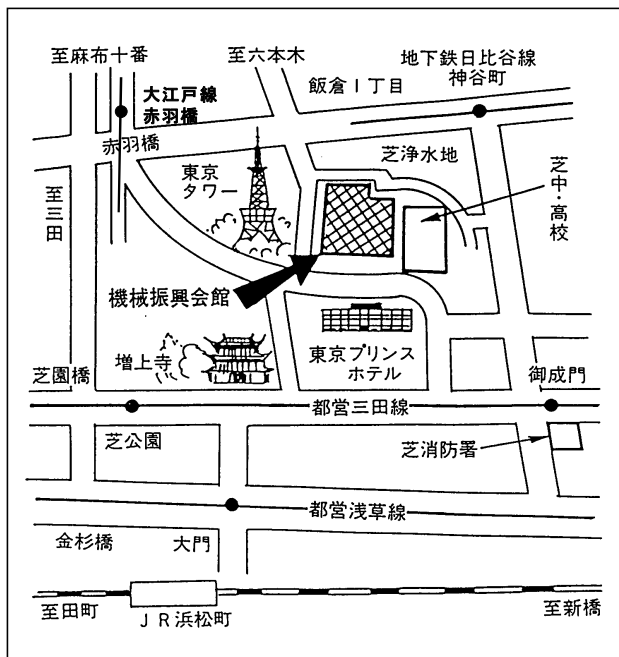 至麻布十番
至六本木
地下鉄日比谷線
神谷町
飯倉1丁目
大江戸線
赤羽橋
赤羽橋
芝浄水地
東京
タワー
至三田
芝中・高校
機械振興会館
増上寺
東京プリンス
ホテル
芝園橋
御成門
都営三田線
芝公園
芝消防署
都営浅草線
金杉橋
大門
至田町
JR浜松町
至新橋